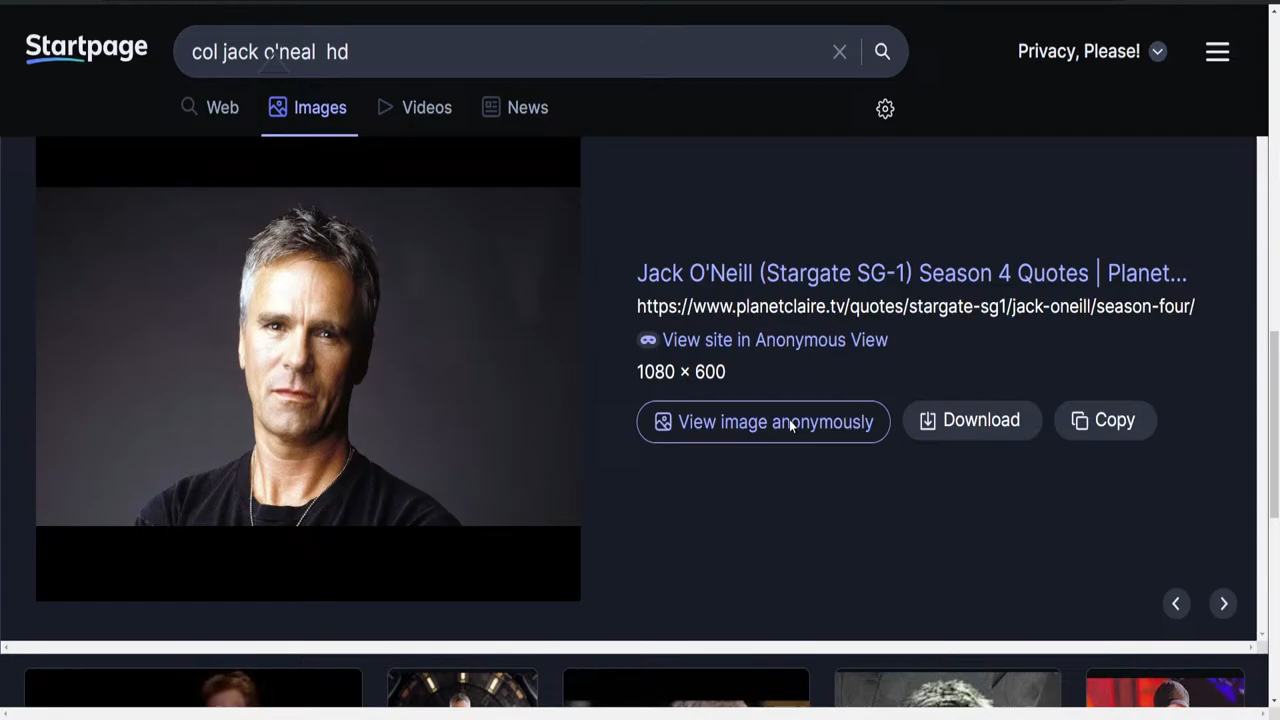 Startpage
col jack o'neal  hd
Privacy, Please!
Web
Images
Videos
News
Jack O'Neill (Stargate SG-1) Season 4 Quotes | Planet...
https://www.planetclaire.tv/quotes/stargate-sg1/jack-oneill/season-four/
View site in Anonymous View
1080 × 600
View image anonymously
Download
Copy